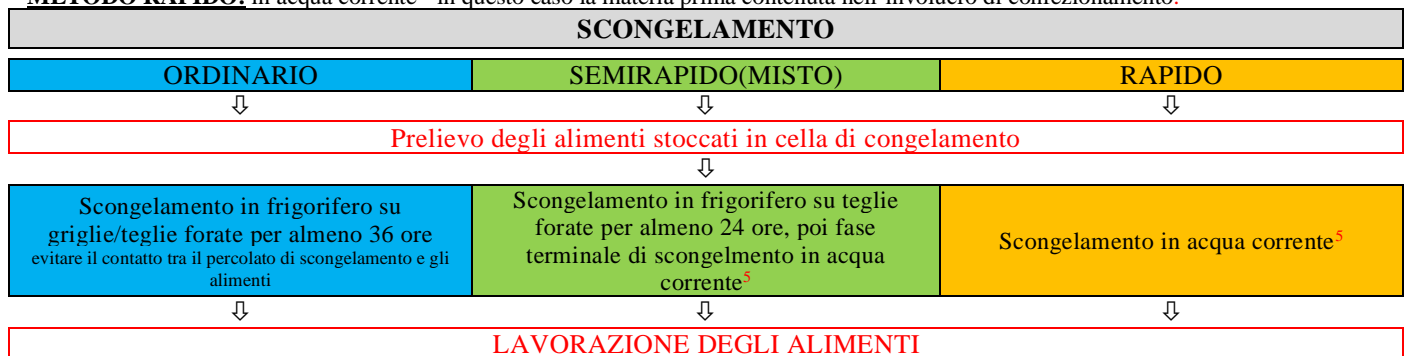 METODO RAPIDO: in acqua corrente - in questo caso la materia prima contenuta nell'involucro di confezionamento.
SCONGELAMENTO
ORDINARIO SEMIRAPIDO(MISTO) RAPIDO
⇩ ⇩ ⇩
Prelievo degli alimenti stoccati in cella di congelamento
⇩
Scongelamento in frigorifero su
griglie/teglie forate per almeno 36 ore
evitare il contatto tra il percolato di scongelamento e gli
alimenti
Scongelamento in frigorifero su teglie
forate per almeno 24 ore, poi fase
terminale di scongelmento in acqua
corrente5
Scongelamento in acqua corrente5
⇩ ⇩ ⇩
LAVORAZIONE DEGLI ALIMENTI